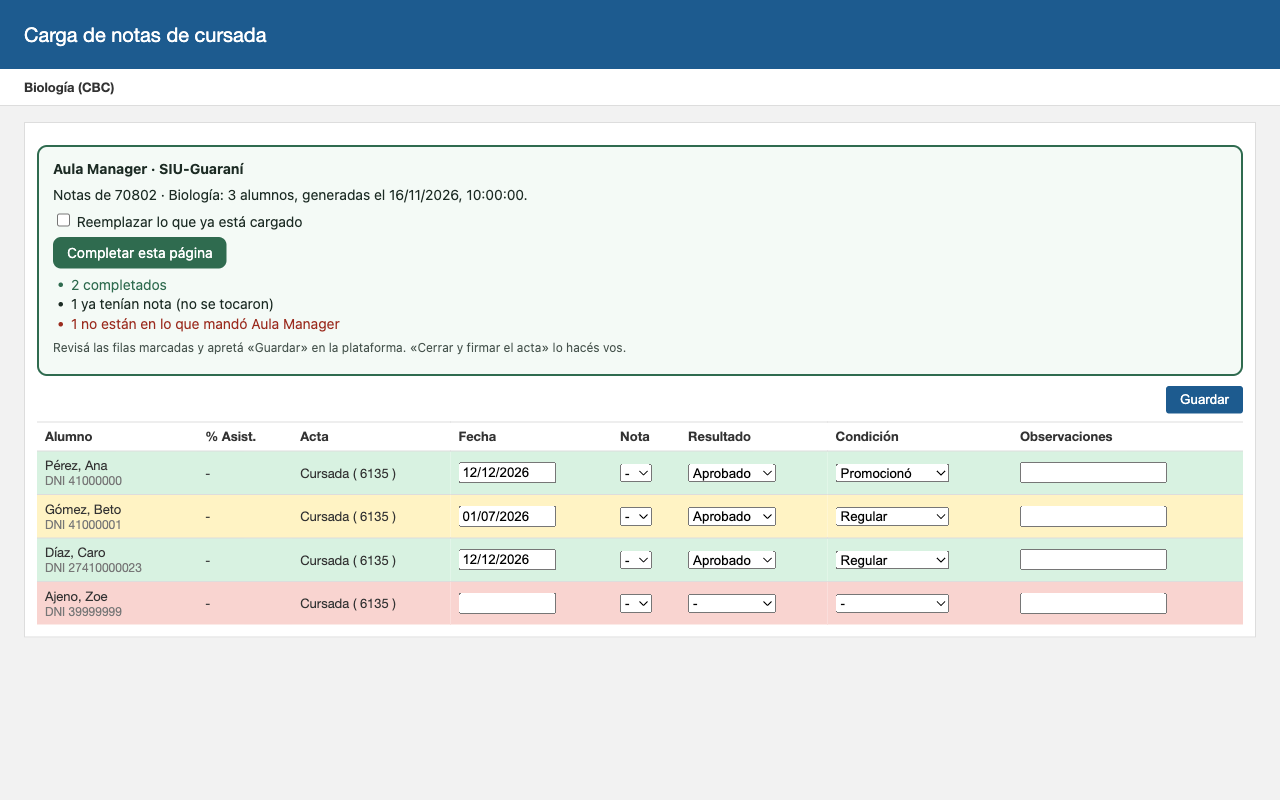 Carga de notas de cursada
Biología (CBC)
Aula Manager · SIU-Guaraní
Notas de 70802 · Biología: 3 alumnos, generadas el 16/11/2026, 10:00:00.
Reemplazar lo que ya está cargado
Completar esta página
• 2 completados
• 1 ya tenían nota (no se tocaron)
• 1 no están en lo que mandó Aula Manager
Revisá las filas marcadas y apretá «Guardar» en la plataforma. «Cerrar y firmar el acta» lo hacés vos.
Guardar
Alumno % Asist. Acta Fecha Nota Resultado Condición Observaciones
Pérez, Ana
DNI 41000000 - Cursada ( 6135 ) 12/12/2026 - Aprobado Promocionó
Gómez, Beto
DNI 41000001 - Cursada ( 6135 ) 01/07/2026 - Aprobado Regular
Díaz, Caro
DNI 27410000023 - Cursada ( 6135 ) 12/12/2026 - Aprobado Regular
Ajeno, Zoe
DNI 39999999 - Cursada ( 6135 ) - - -